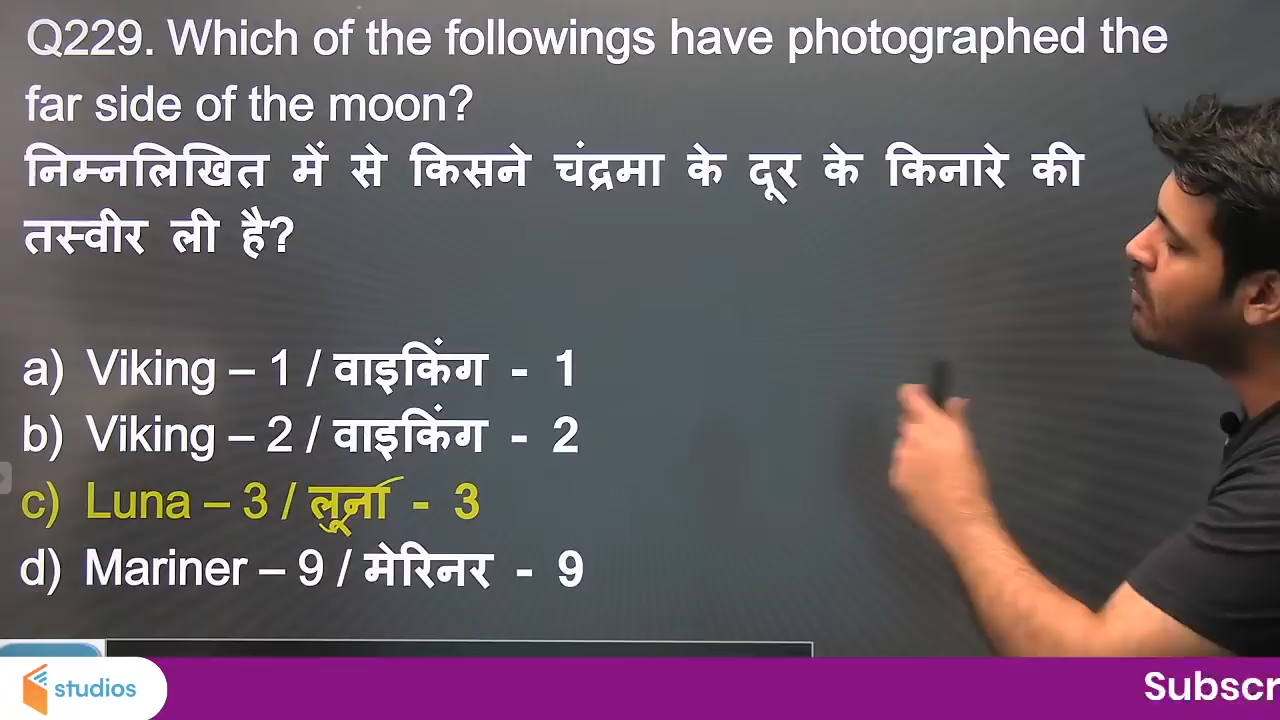 Q229. Which of the followings have photographed the
far side of the moon?
निम्नलिखित में से किसने चंद्रमा के दूर के किनारे की
तस्वीर ली है?
a) Viking – 1 / वाइकिंग - 1
b) Viking – 2 / वाइकिंग - 2
c) Luna – 3 / लूना - 3
d) Mariner – 9 / मेरिनर - 9
studios
Subscr